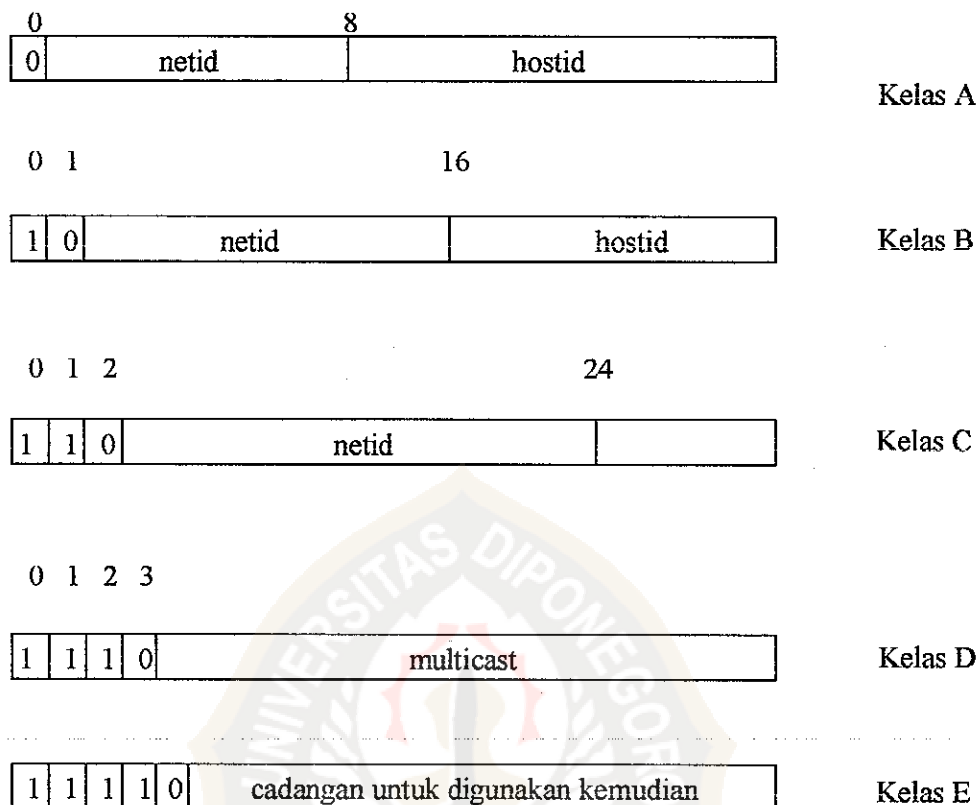 0 8
0 netid hostid
Kelas A
0 1 16
1 0 netid hostid Kelas B
0 1 2 24
1 1 0 netid Kelas C
0 1 2 3
1 1 1 0 multicast Kelas D
1 1 1 1 0 cadangan untuk digunakan kemudian Kelas E
UNIVERSITAS DIPONEGORO